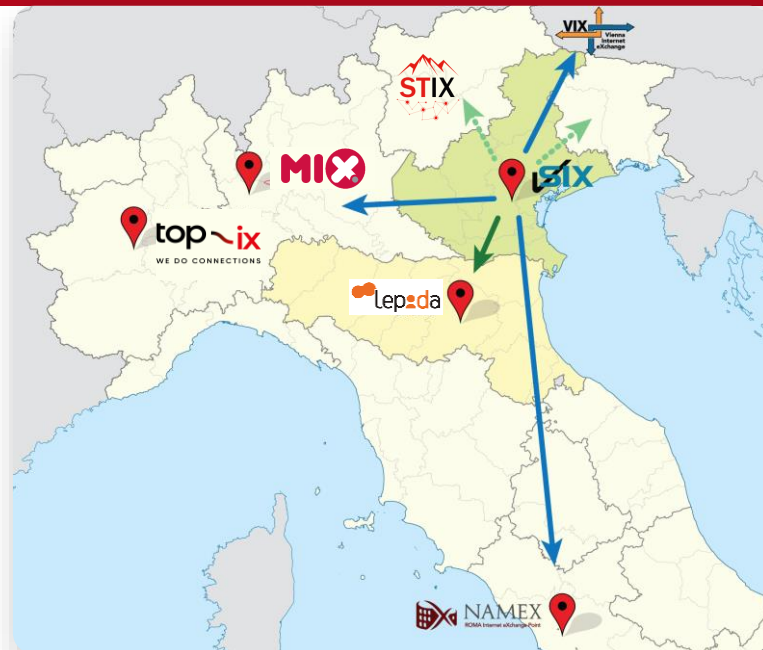 VIX
Vienna
Internet
eXchange
STIX
MIX
VSIX
top-ix
WE DO CONNECTIONS
lepida
NAMEX
ROMA Internet eXchange Point